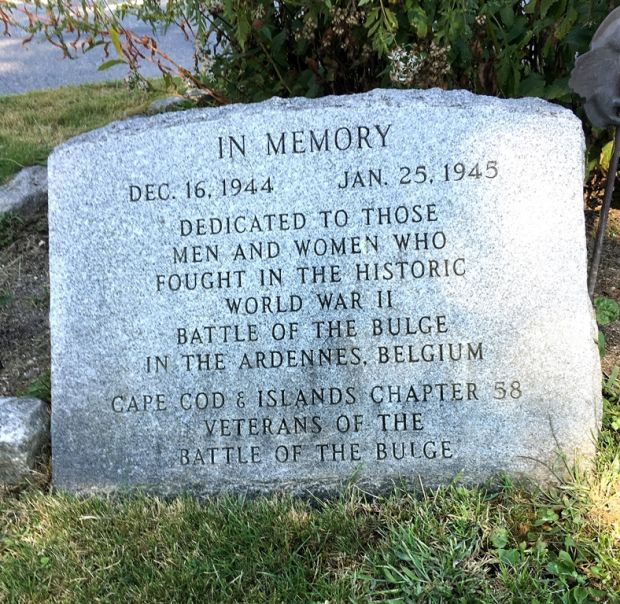 IN MEMORY
DEC. 16, 1944 JAN. 25, 1945
DEDICATED TO THOSE
MEN AND WOMEN WHO
FOUGHT IN THE HISTORIC
WORLD WAR II
BATTLE OF THE BULGE
IN THE ARDENNES, BELGIUM
CAPE COD & ISLANDS CHAPTER 58
VETERANS OF THE
BATTLE OF THE BULGE